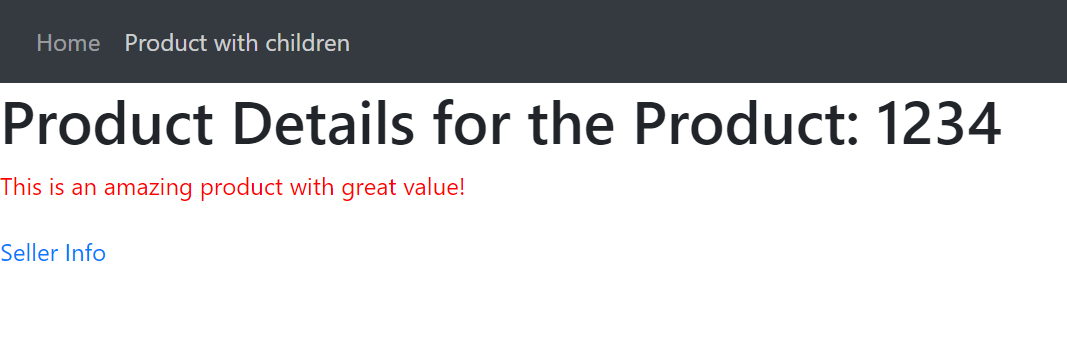 Home Product with children
Product Details for the Product: 1234
This is an amazing product with great value!
Seller Info